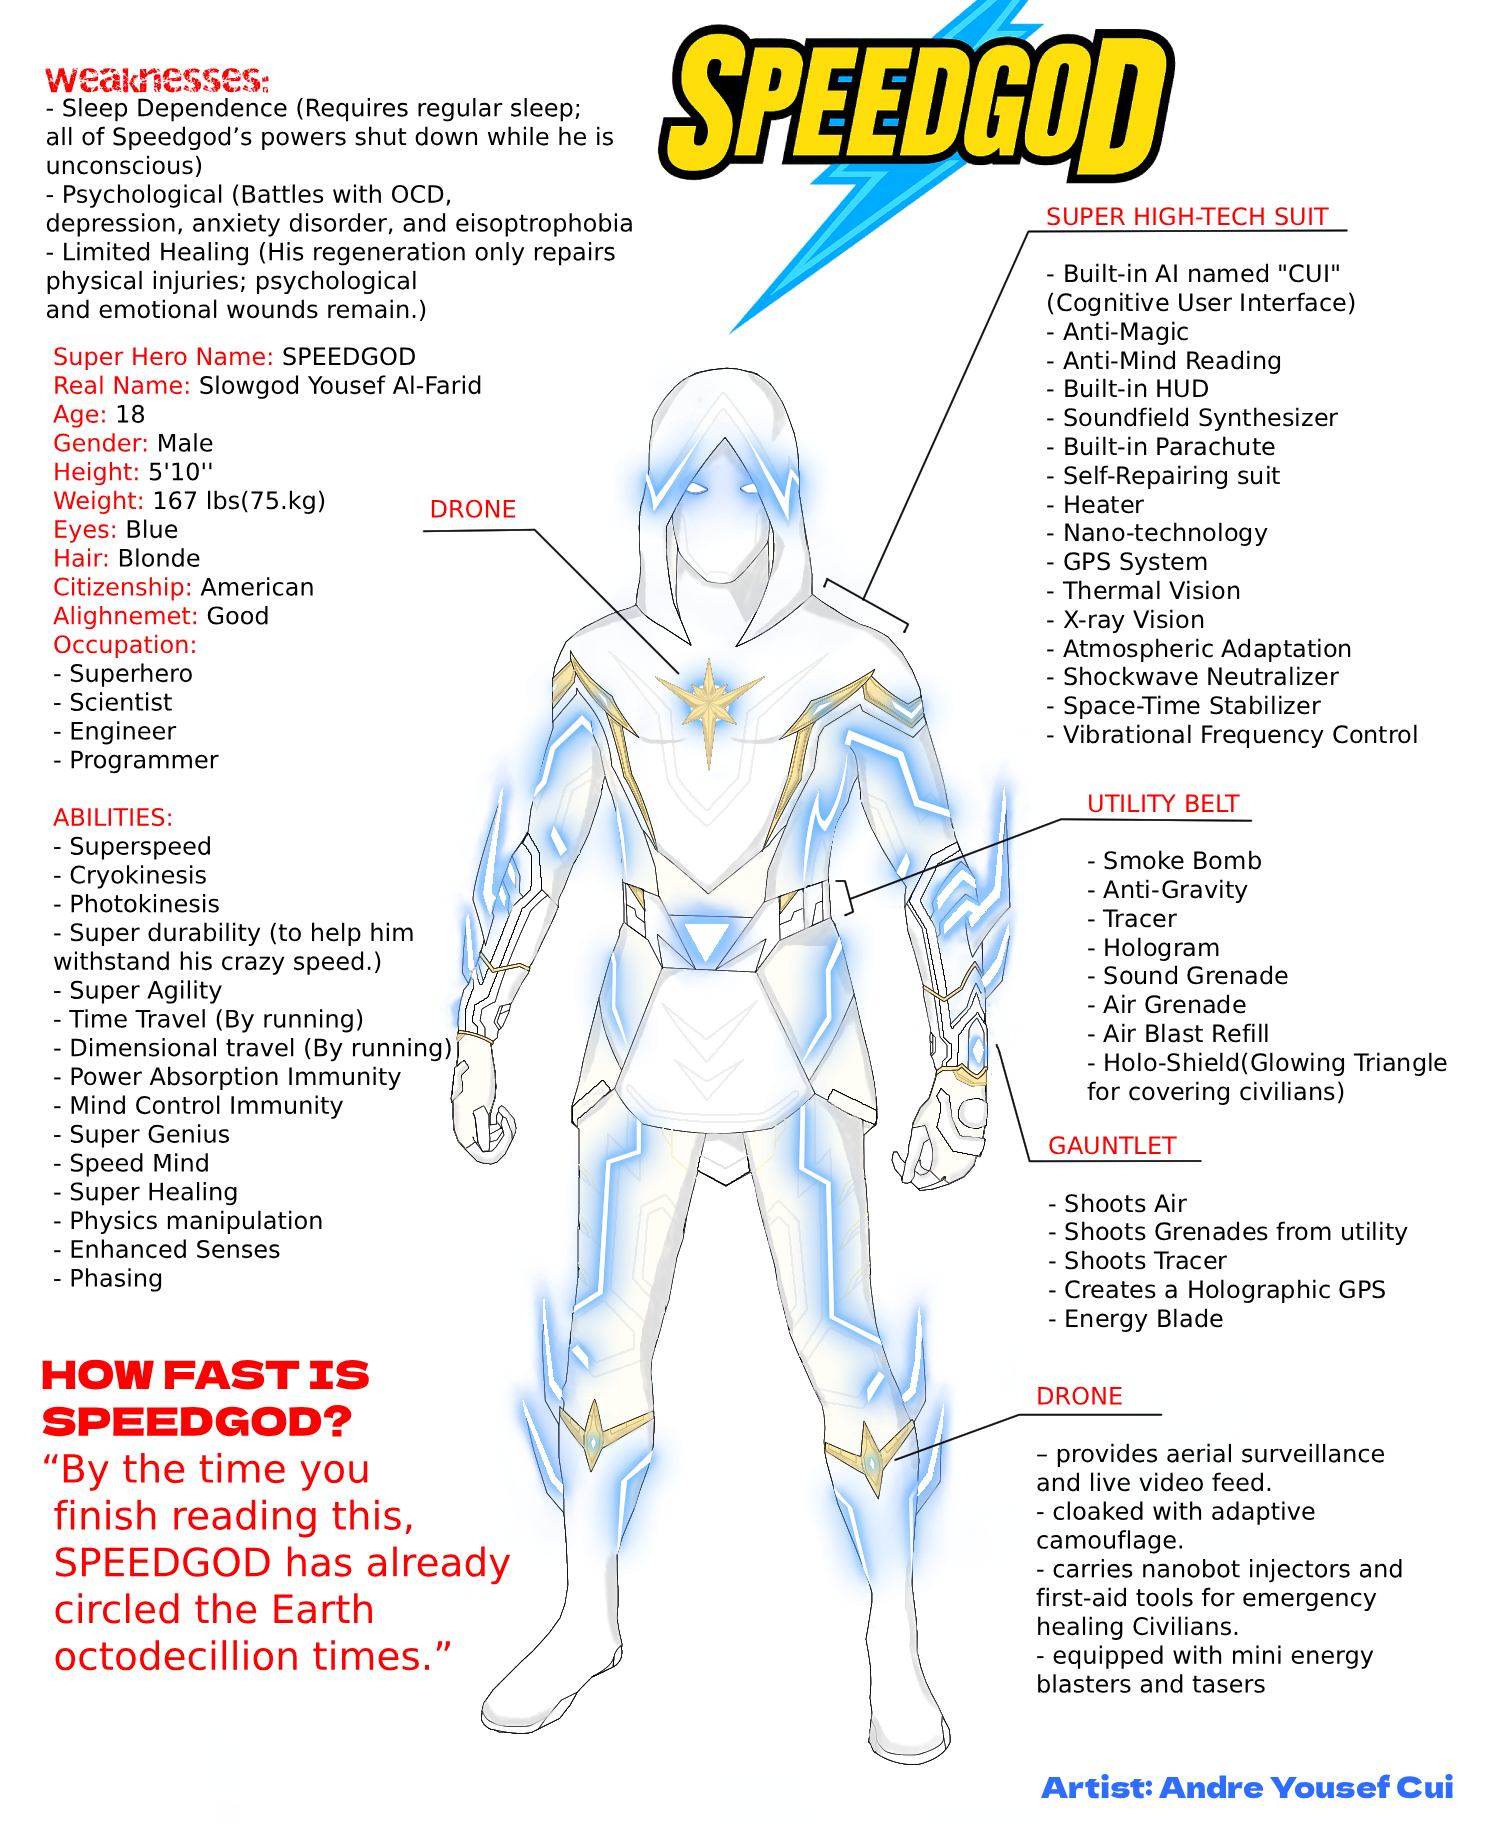 SPEEDGOD
Weaknesses:
- Sleep Dependence (Requires regular sleep;
all of Speedgod’s powers shut down while he is
unconscious)
- Psychological (Battles with OCD,
depression, anxiety disorder, and eisoptrophobia
- Limited Healing (His regeneration only repairs
physical injuries; psychological
and emotional wounds remain.)
Super Hero Name: SPEEDGOD
Real Name: Slowgod Yousef Al-Farid
Age: 18
Gender: Male
Height: 5'10''
Weight: 167 lbs(75.kg)
Eyes: Blue
Hair: Blonde
Citizenship: American
Alighnemet: Good
Occupation:
- Superhero
- Scientist
- Engineer
- Programmer
ABILITIES:
- Superspeed
- Cryokinesis
- Photokinesis
- Super durability (to help him
withstand his crazy speed.)
- Super Agility
- Time Travel (By running)
- Dimensional travel (By running)
- Power Absorption Immunity
- Mind Control Immunity
- Super Genius
- Speed Mind
- Super Healing
- Physics manipulation
- Enhanced Senses
- Phasing
HOW FAST IS
SPEEDGOD?
“By the time you
finish reading this,
SPEEDGOD has already
circled the Earth
octodecillion times.”
DRONE
SUPER HIGH-TECH SUIT
- Built-in AI named "CUI"
(Cognitive User Interface)
- Anti-Magic
- Anti-Mind Reading
- Built-in HUD
- Soundfield Synthesizer
- Built-in Parachute
- Self-Repairing suit
- Heater
- Nano-technology
- GPS System
- Thermal Vision
- X-ray Vision
- Atmospheric Adaptation
- Shockwave Neutralizer
- Space-Time Stabilizer
- Vibrational Frequency Control
UTILITY BELT
- Smoke Bomb
- Anti-Gravity
- Tracer
- Hologram
- Sound Grenade
- Air Grenade
- Air Blast Refill
- Holo-Shield(Glowing Triangle
for covering civilians)
GAUNTLET
- Shoots Air
- Shoots Grenades from utility
- Shoots Tracer
- Creates a Holographic GPS
- Energy Blade
DRONE
– provides aerial surveillance
and live video feed.
- cloaked with adaptive
camouflage.
- carries nanobot injectors and
first-aid tools for emergency
healing Civilians.
- equipped with mini energy
blasters and tasers
Artist: Andre Yousef Cui